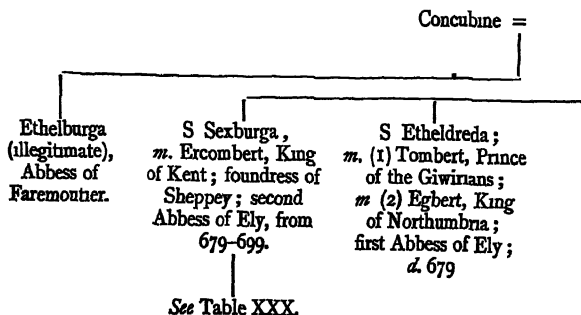 Concubine =
Ethelburga
(illegitimate),
Abbess of
Faremoutier.
S Sexburga,
m. Ercombert, King
of Kent; foundress of
Sheppey; second
Abbess of Ely, from
679-699.
See Table XXX.
S Etheldreda;
m. (1) Tombert, Prince
of the Giwirians;
m (2) Egbert, King
of Northumbria;
first Abbess of Ely;
d. 679